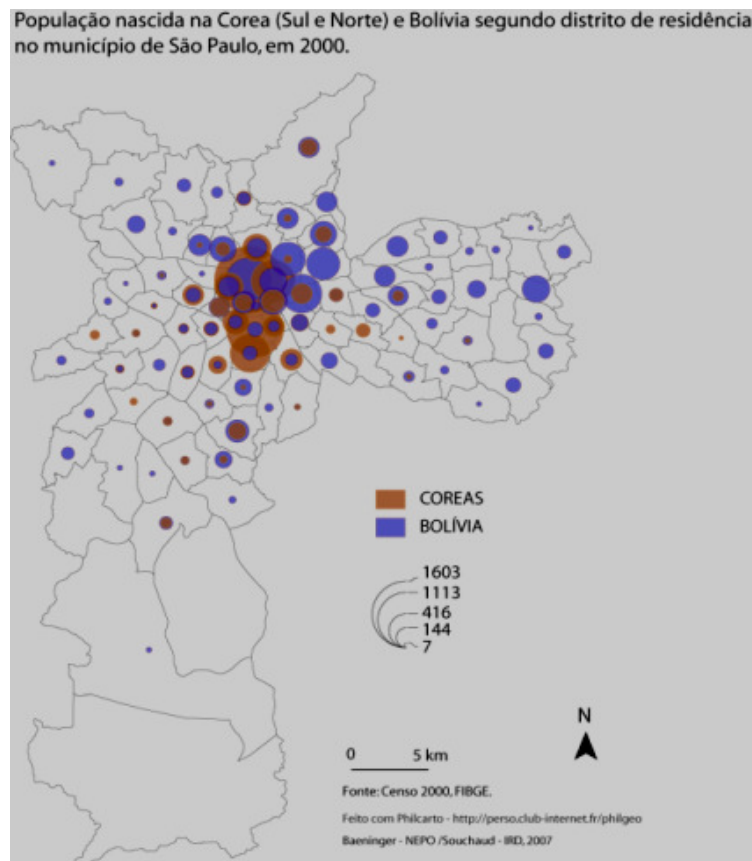 População nascida na Corea (Sul e Norte) e Bolívia segundo distrito de residência
no município de São Paulo, em 2000.
COREAS
BOLÍVIA
1603
1113
416
144
7
N
0 5 km
Fonte: Censo 2000, FIBGE.
Feito com Philcarto - http://perso.club-internet.fr/philgeo
Baeninger - NEPO /Souchaud - IRD, 2007